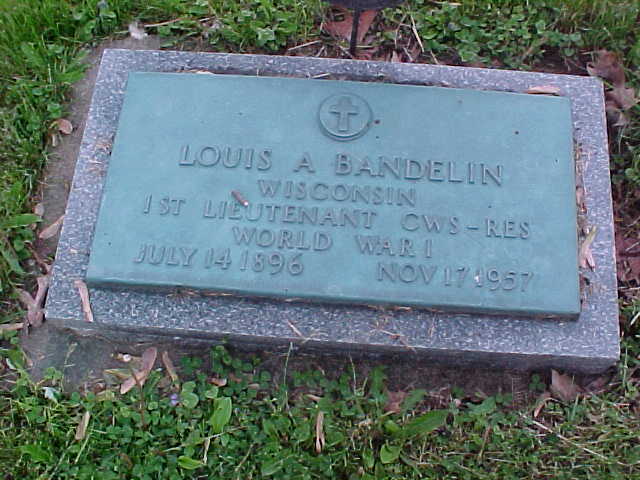 LOUIS A BANDELIN
WISCONSIN
1ST LIEUTENANT CWS-RES
WORLD WAR I
JULY 14 1896 NOV 17 1957